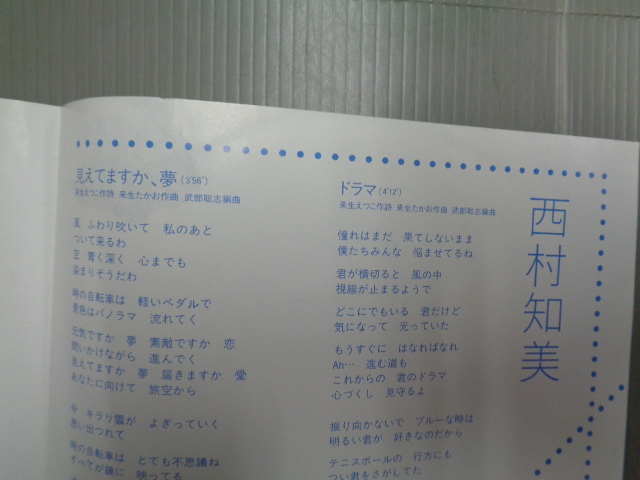 見えてますか、夢 (3'56")
来生えつこ作詩 来生たかお作曲 武部聡志編曲
風 ふわり吹いて 私のあと
ついて来るわ
空 青く深く 心までも
染まりそうだわ
時の自転車は 軽いペダルで
景色はパノラマ 流れてく
元気ですか 夢 素敵ですか 恋
問いかけながら 進んでく
見えてますか 夢 届きますか 愛
あなたに向けて 旅空から
今 キラリ雲が よぎっていく
思い出つれて
時の自転車は とても不思議ね
すべてが鏡に 映ってる
ドラマ (4'12")
来生えつこ作詩 来生たかお作曲 武部聡志編曲
憧れはまだ 果てしないまま
僕たちみんな 悩ませてるね
君が横切ると 風の中
視線が止まるようで
どこにでもいる 君だけど
気になって 光っていた
もうすぐに はなればなれ
Ah… 進む道も
これからの 君のドラマ
心づくし 見守るよ
振り向かないで ブルーな時は
明るい君が 好きなのだから
テニスボールの 行方にも
つい君をさがしてた
西村知美